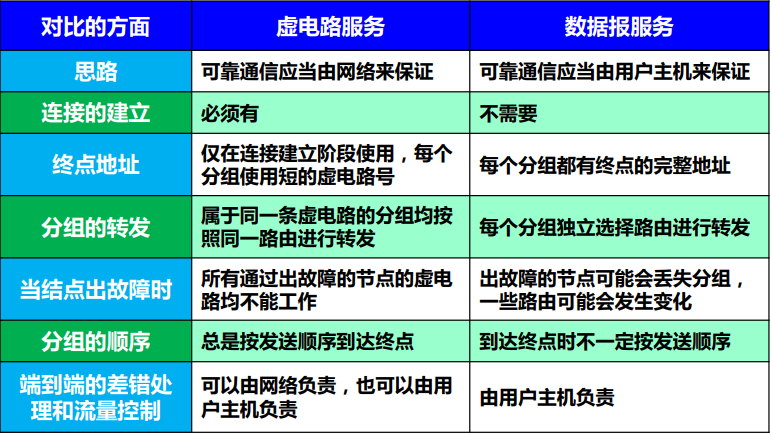 对比的方面
虚电路服务
数据报服务
思路
可靠通信应当由网络来保证
可靠通信应当由用户主机来保证
连接的建立
必须有
不需要
终点地址
仅在连接建立阶段使用，每个
分组使用短的虚电路号
每个分组都有终点的完整地址
分组的转发
属于同一条虚电路的分组均按
照同一路由进行转发
每个分组独立选择路由进行转发
当结点出故障时
所有通过出故障的节点的虚电
路均不能工作
出故障的节点可能会丢失分组，
一些路由可能会发生变化
分组的顺序
总是按发送顺序到达终点
到达终点时不一定按发送顺序
端到端的差错处
理和流量控制
可以由网络负责，也可以由用
户主机负责
由用户主机负责